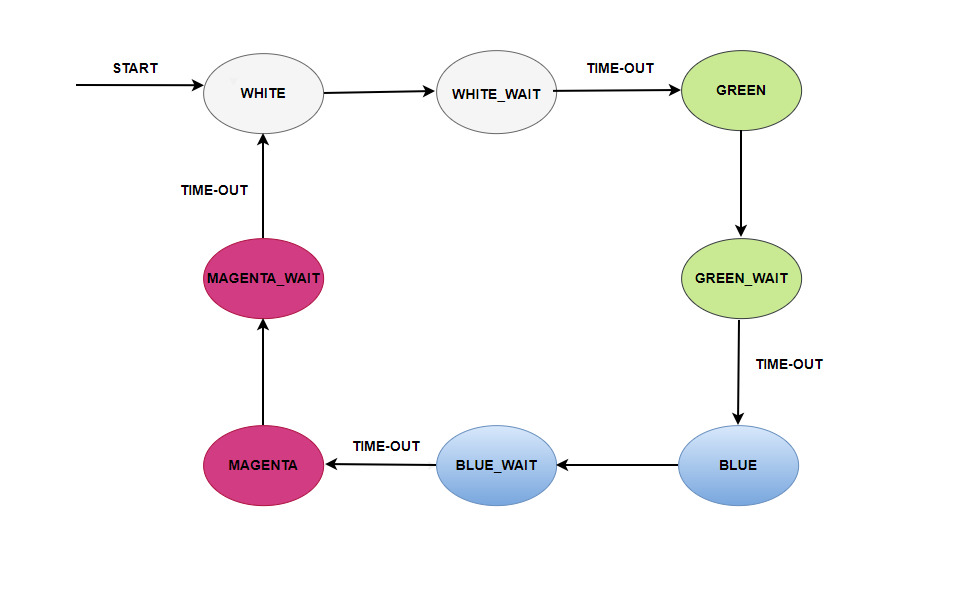 START
TIME-OUT
WHITE
WHITE_WAIT
GREEN
TIME-OUT
MAGENTA_WAIT
GREEN_WAIT
TIME-OUT
TIME-OUT
MAGENTA
BLUE_WAIT
BLUE